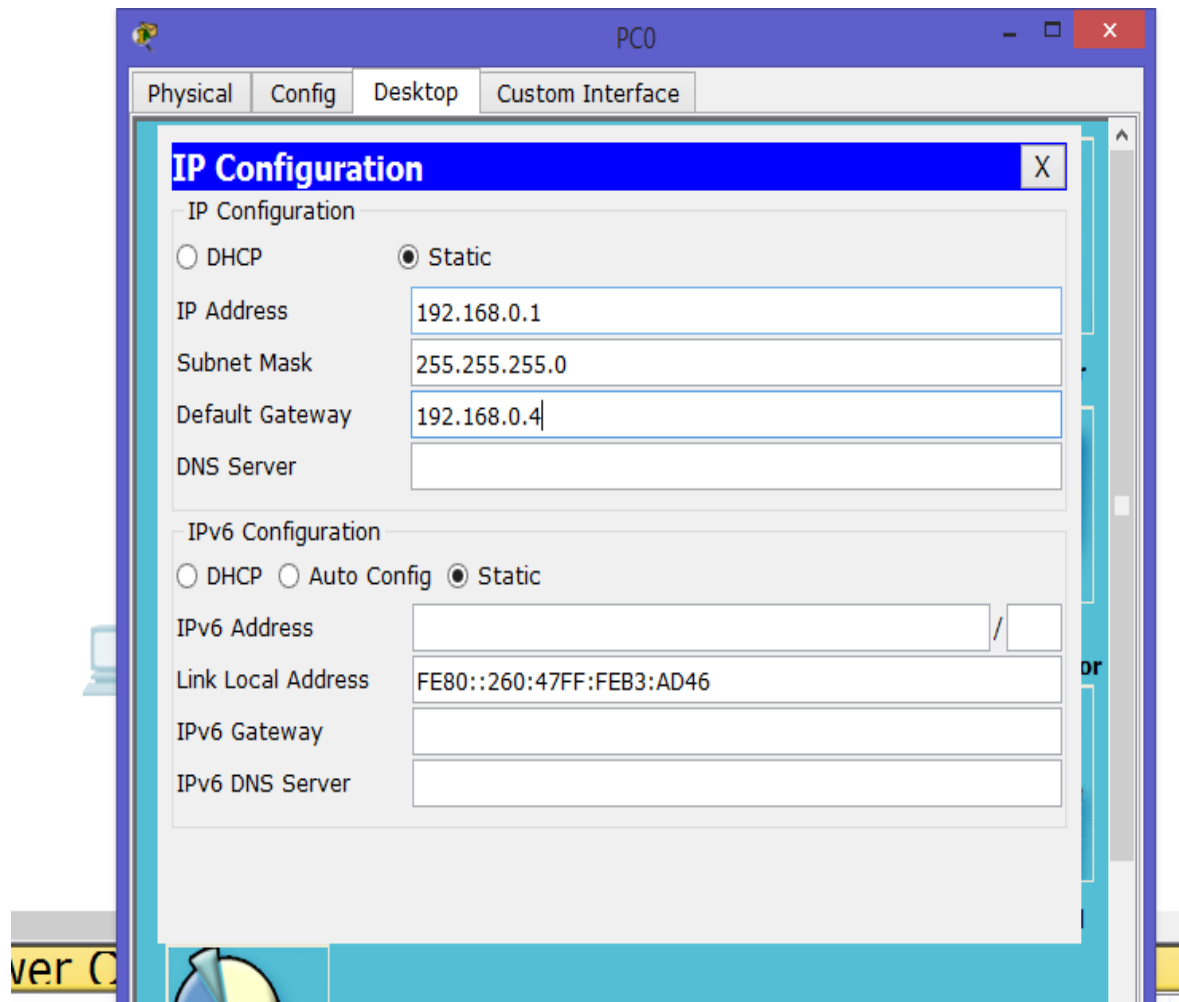 PC0
Physical Config Desktop Custom Interface
IP Configuration X
IP Configuration
DHCP Static
IP Address 192.168.0.1
Subnet Mask 255.255.255.0
Default Gateway 192.168.0.4
DNS Server
IPv6 Configuration
DHCP Auto Config Static
IPv6 Address /
Link Local Address FE80::260:47FF:FEB3:AD46
IPv6 Gateway
IPv6 DNS Server